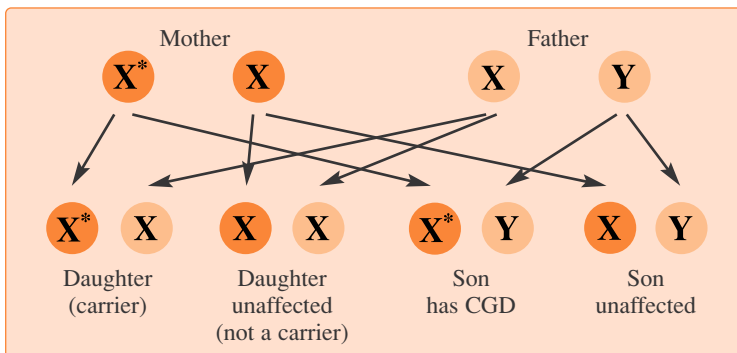 Mother Father
X* X X Y
X* X X X X* Y X Y
Daughter Daughter Son Son
(carrier) unaffected has CGD unaffected
(not a carrier)